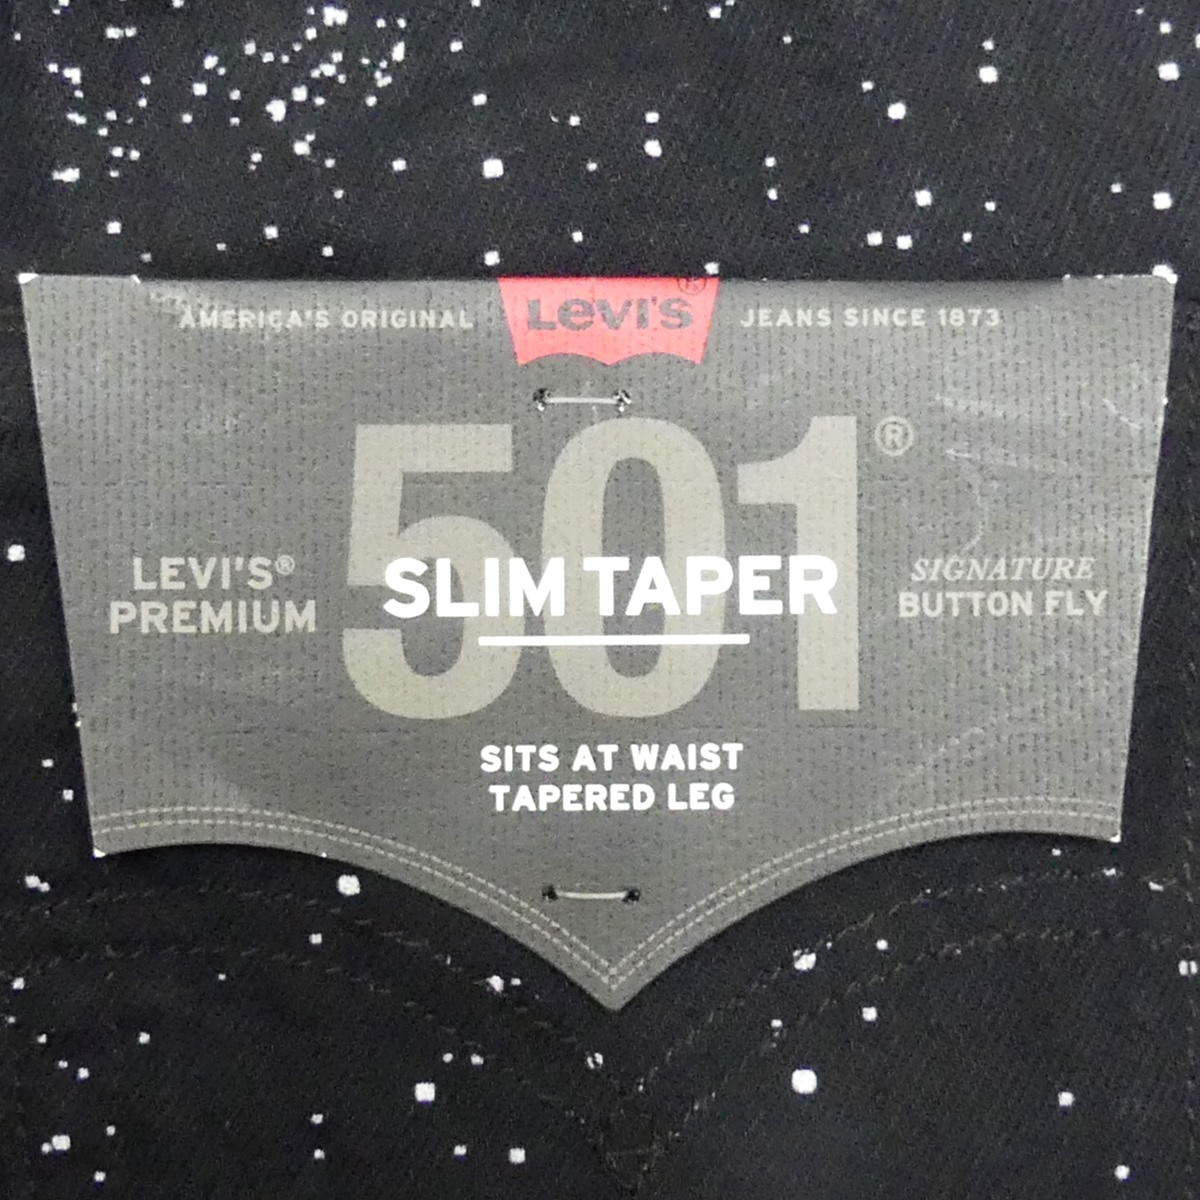 AMERICA'S ORIGINAL LEVI'S® JEANS SINCE 1873
501®
LEVI'S®
PREMIUM
SLIM TAPER
SIGNATURE
BUTTON FLY
SITS AT WAIST
TAPERED LEG